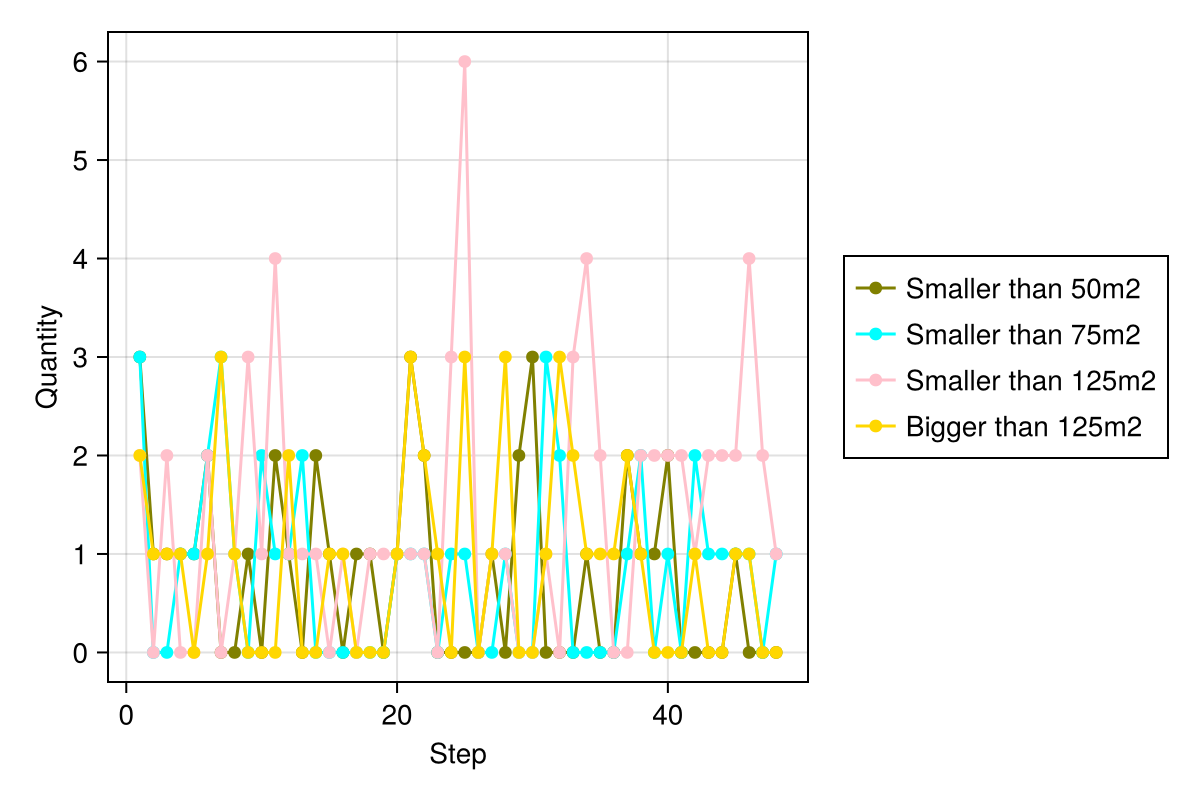 6
5
4
3
2
1
0
Quantity
0 20 40
Step
Smaller than 50m2
Smaller than 75m2
Smaller than 125m2
Bigger than 125m2